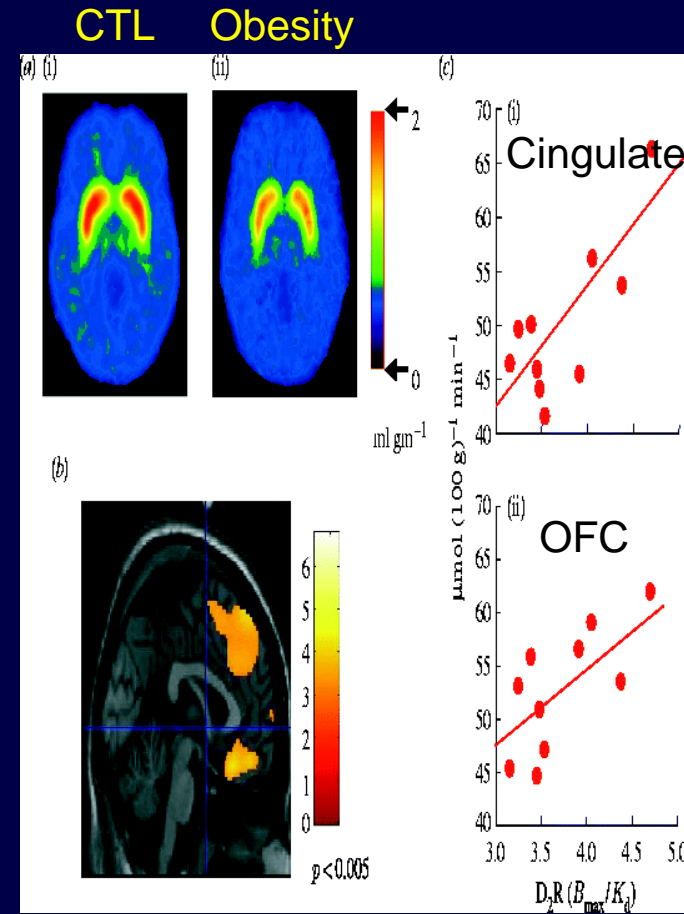 CTL Obesity
(a) (i) (ii)
2
0
ml gm⁻¹
(b)
6
5
4
3
2
1
0
p<0.005
(c)
70 (i)
Cingulate
65
60
55
50
45
40
μmol (100 g)⁻¹ min⁻¹
70 (ii)
OFC
65
60
55
50
45
40
3.0 3.5 4.0 4.5 5.0
D₂R (Bmax/Kd)